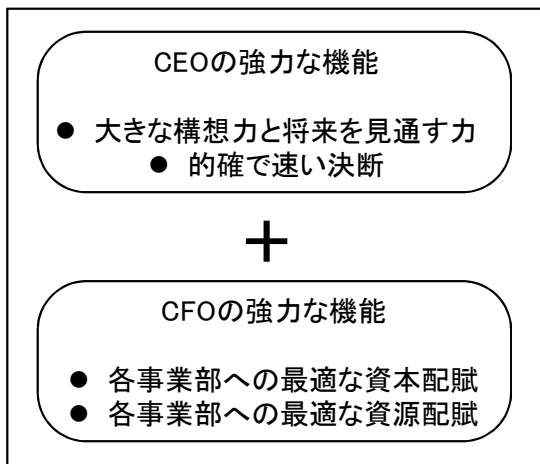 CEOの強力な機能
● 大きな構想力と将来を見通す力
● 的確で速い決断
+
CFOの強力な機能
● 各事業部への最適な資本配賦
● 各事業部への最適な資源配賦